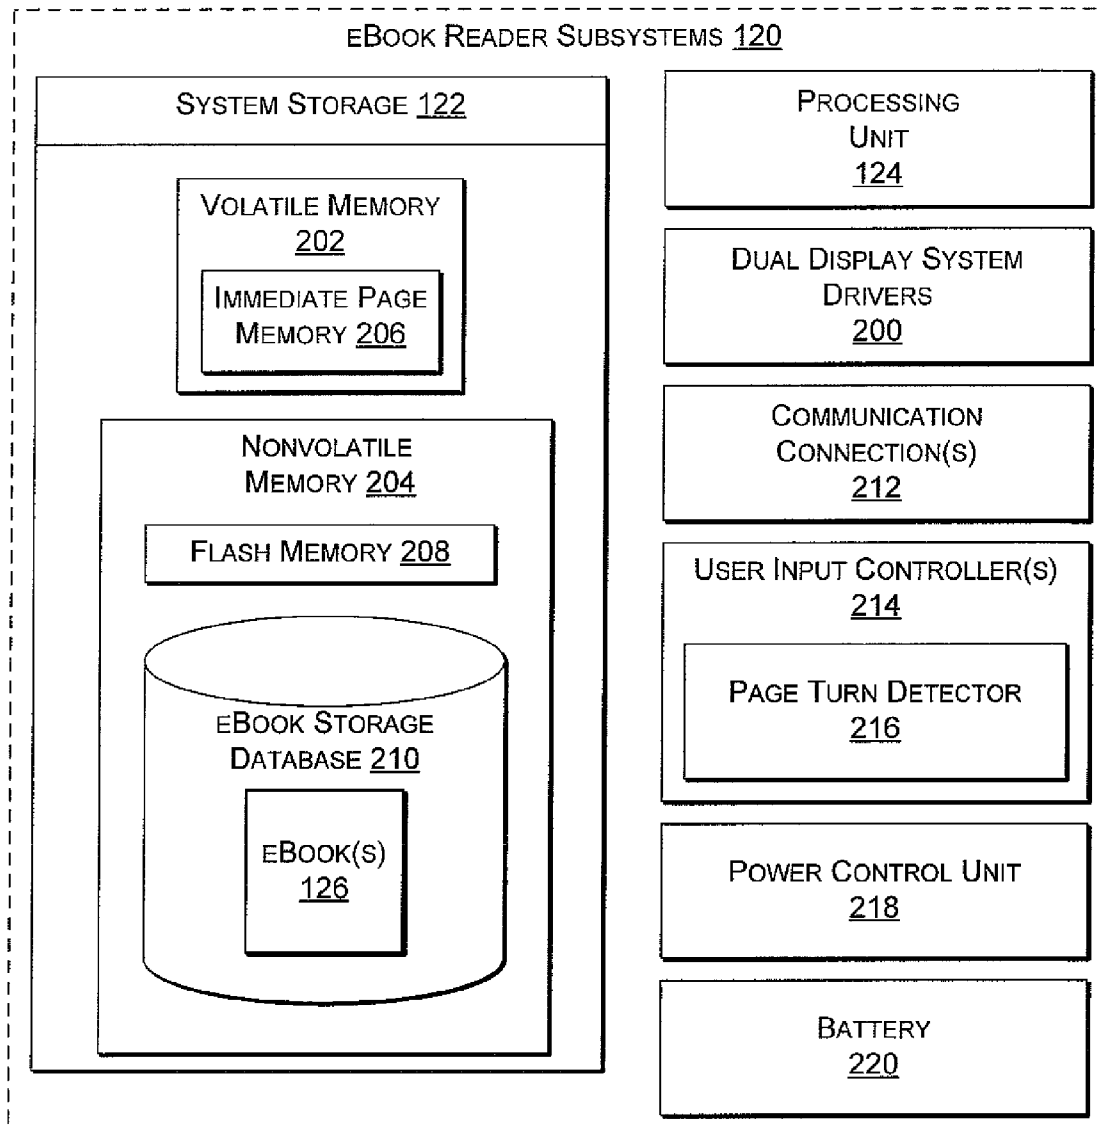 EBOOK READER SUBSYSTEMS 120
SYSTEM STORAGE 122
VOLATILE MEMORY
202
IMMEDIATE PAGE
MEMORY 206
NONVOLATILE
MEMORY 204
FLASH MEMORY 208
EBOOK STORAGE
DATABASE 210
EBOOK(S)
126
PROCESSING
UNIT
124
DUAL DISPLAY SYSTEM
DRIVERS
200
COMMUNICATION
CONNECTION(S)
212
USER INPUT CONTROLLER(S)
214
PAGE TURN DETECTOR
216
POWER CONTROL UNIT
218
BATTERY
220